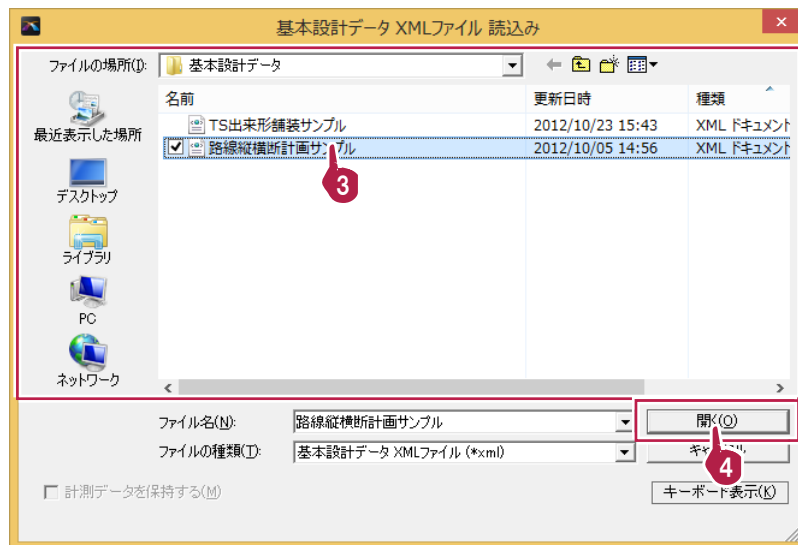 基本設計データ XMLファイル 読込み
ファイルの場所(I): 基本設計データ
名前 更新日時 種類
TS出来形舗装サンプル 2012/10/23 15:43 XML ドキュメント
路線縦横断計画サンプル 2012/10/05 14:56 XML ドキュメント
3
最近表示した場所
デスクトップ
ライブラリ
PC
ネットワーク
ファイル名(N): 路線縦横断計画サンプル 開く(O)
ファイルの種類(T): 基本設計データ XMLファイル (*xml)
4
計測データを保持する(M) キーボード表示(K)